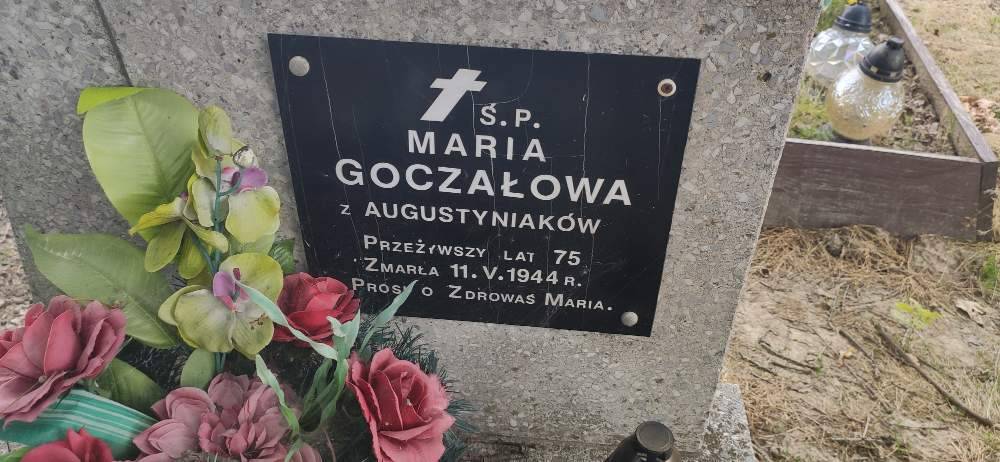 Ś.P.
MARIA
GOCZAŁOWA
z AUGUSTYNIAKÓW
PRZEŻYWSZY LAT 75
ZMARŁA 11.V.1944 R.
PROSI O ZDROWAŚ MARIA.